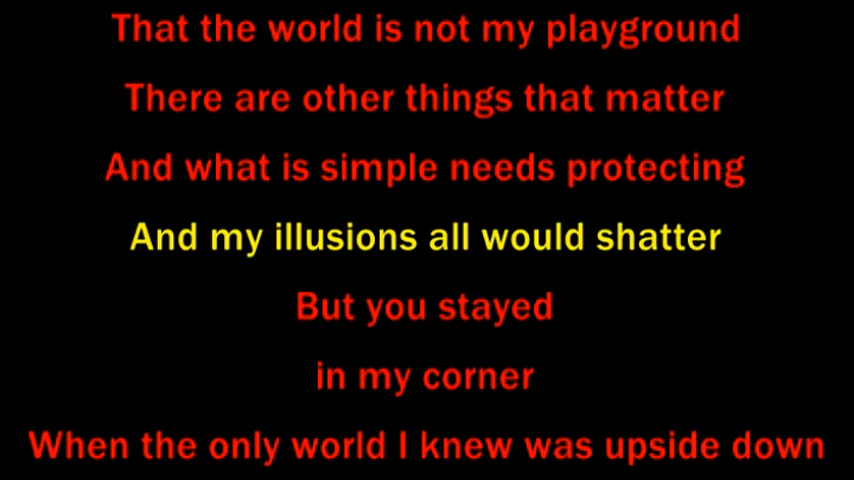 That the world is not my playground
There are other things that matter
And what is simple needs protecting
And my illusions all would shatter
But you stayed
in my corner
When the only world I knew was upside down